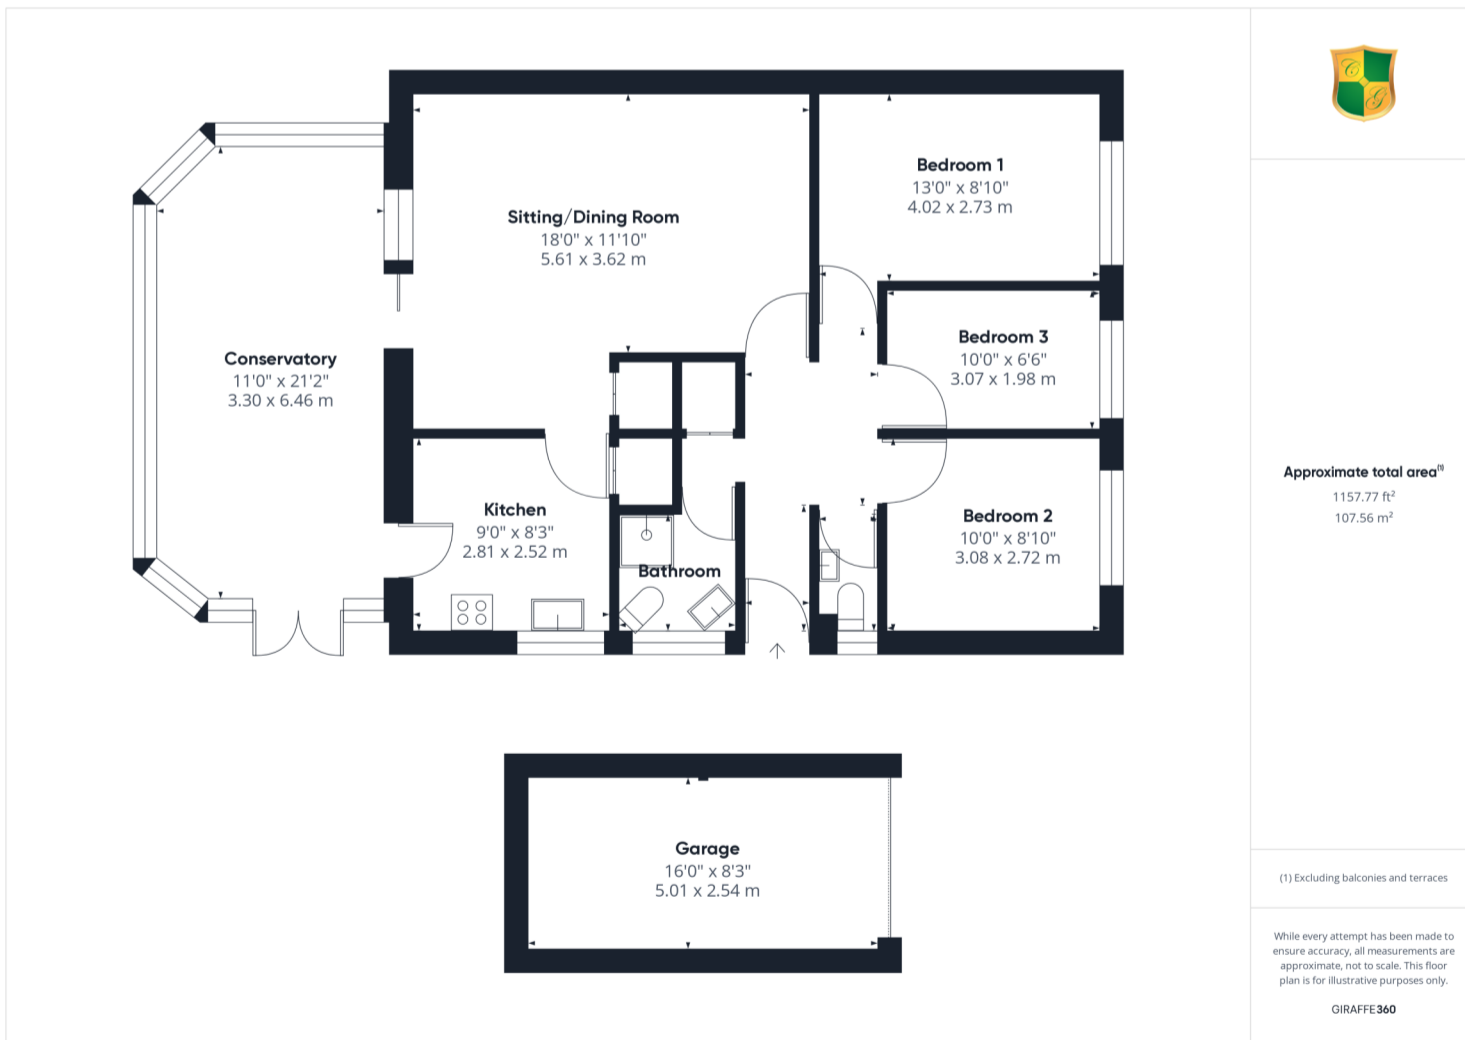 C
G
Bedroom 1
13'0" x 8'10"
4.02 x 2.73 m
Sitting/Dining Room
18'0" x 11'10"
5.61 x 3.62 m
Bedroom 3
10'0" x 6'6"
3.07 x 1.98 m
Conservatory
11'0" x 21'2"
3.30 x 6.46 m
Kitchen
9'0" x 8'3"
2.81 x 2.52 m
Bathroom
Bedroom 2
10'0" x 8'10"
3.08 x 2.72 m
Garage
16'0" x 8'3"
5.01 x 2.54 m
Approximate total area(1)
1157.77 ft²
107.56 m²
(1) Excluding balconies and terraces
While every attempt has been made to
ensure accuracy, all measurements are
approximate, not to scale. This floor
plan is for illustrative purposes only.
GIRAFFE360